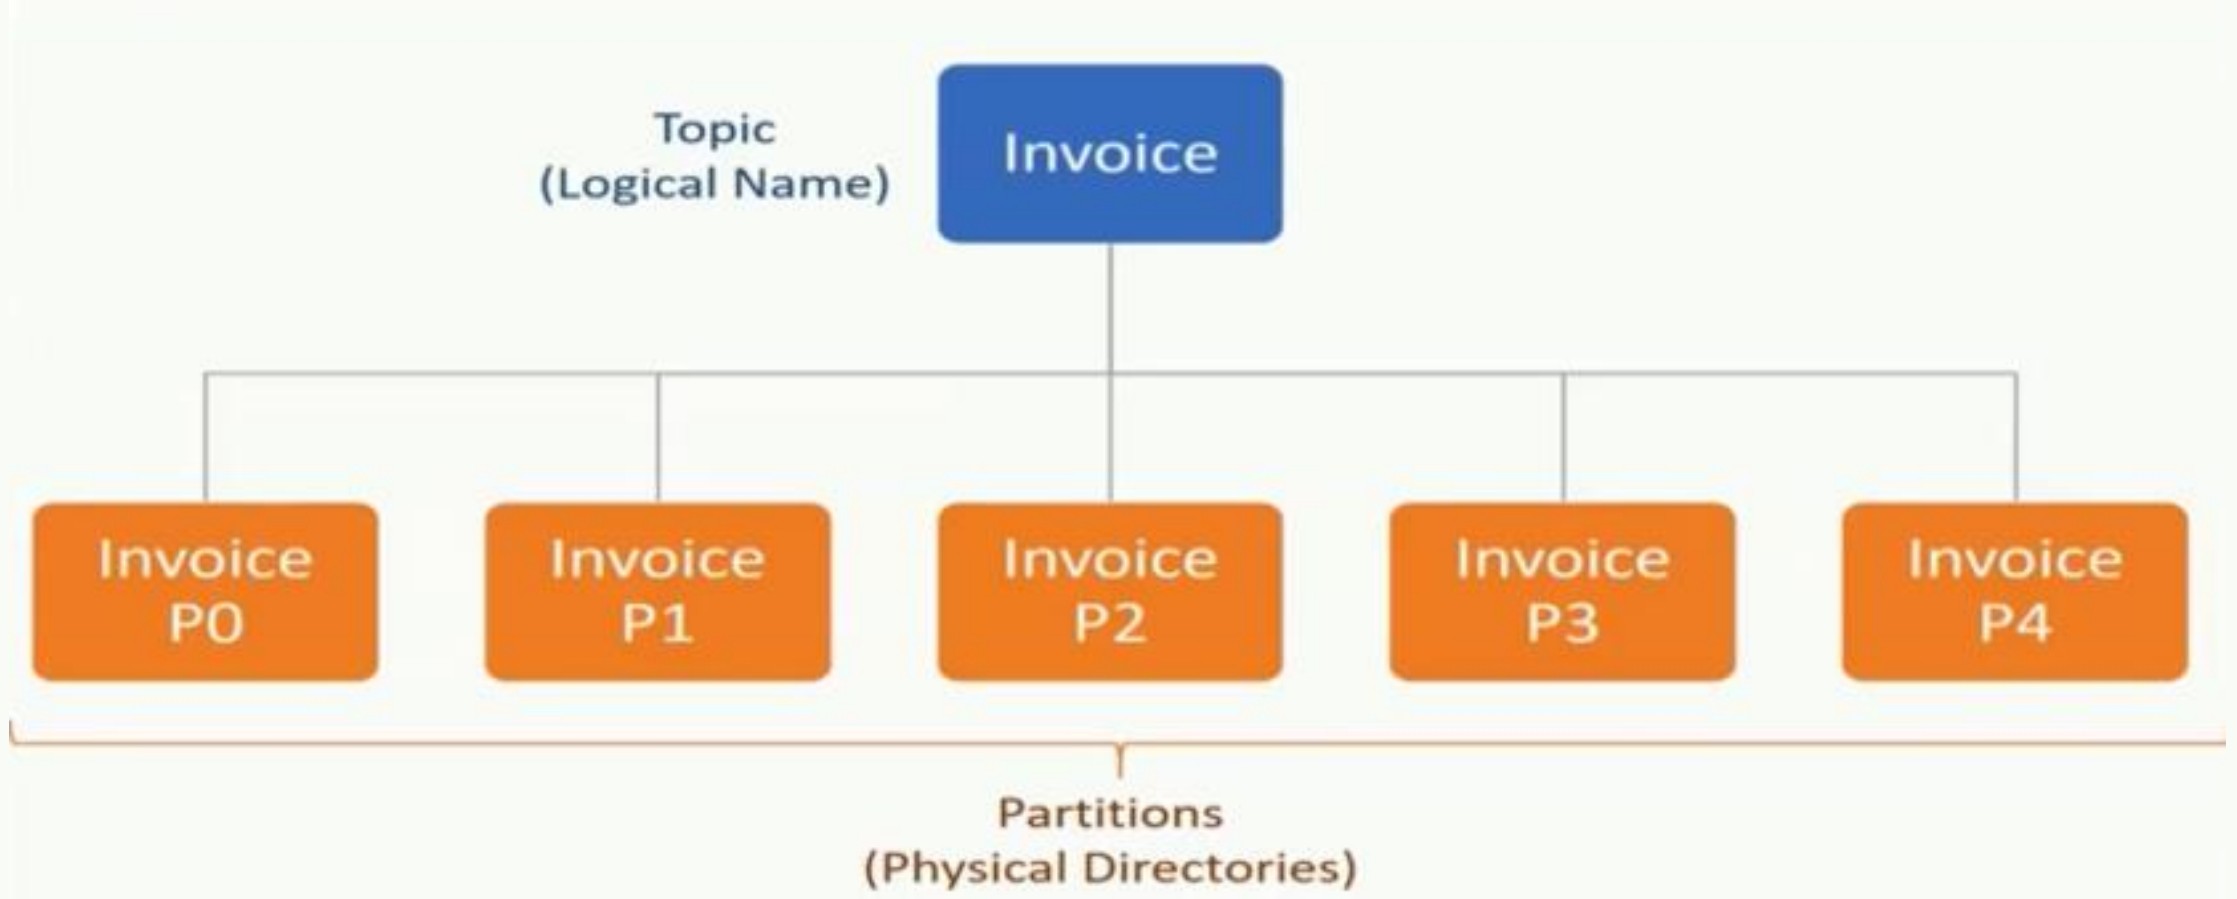 Topic
(Logical Name)
Invoice
Invoice
P0
Invoice
P1
Invoice
P2
Invoice
P3
Invoice
P4
Partitions
(Physical Directories)